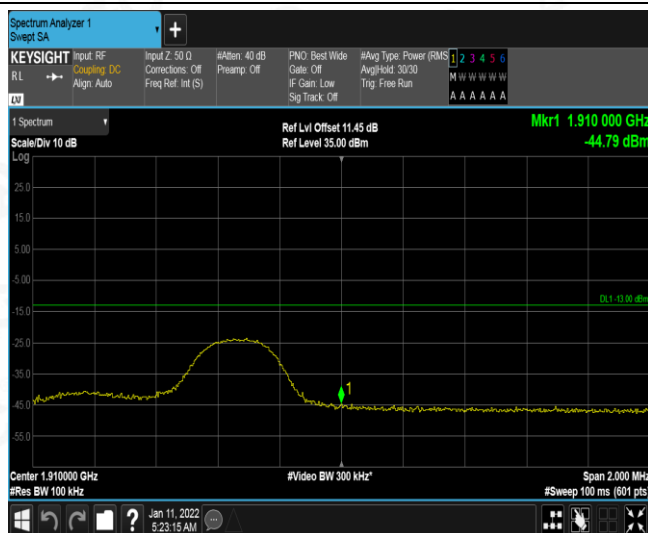 Spectrum Analyzer 1
Swept SA
+
KEYSIGHT
RL
Input: RF
Coupling: DC
Align: Auto
Input Z: 50 Ω
Corrections: Off
Freq Ref: Int (S)
#Atten: 40 dB
Preamp: Off
PNO: Best Wide
Gate: Off
IF Gain: Low
Sig Track: Off
#Avg Type: Power (RMS
Avg|Hold: 30/30
Trig: Free Run
1 2 3 4 5 6
M W W W W W
A A A A A A
LXI
1 Spectrum
Scale/Div 10 dB
Ref Lvl Offset 11.45 dB
Ref Level 35.00 dBm
Mkr1 1.910 000 GHz
-44.79 dBm
Log
25.0
15.0
5.00
-5.00
-15.0
-25.0
-35.0
-45.0
-55.0
DL1 -13.00 dBm
1
Center 1.910000 GHz
#Res BW 100 kHz
#Video BW 300 kHz*
Span 2.000 MHz
#Sweep 100 ms (601 pts)
?
Jan 11, 2022
5:23:15 AM